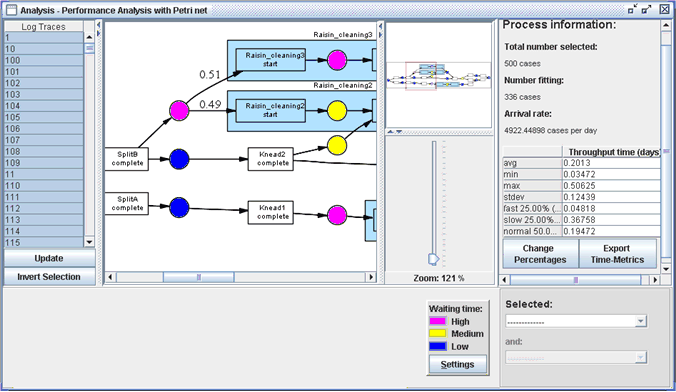 Analysis - Performance Analysis with Petri net
Log Traces
1
10
100
101
102
103
104
105
106
107
108
109
11
110
111
112
113
114
115
Update
Invert Selection
Raisin_cleaning3
Raisin_cleaning3
start
0.51
Raisin_cleaning2
0.49
Raisin_cleaning2
start
SplitB
complete
Knead2
complete
SplitA
complete
Knead1
complete
Zoom: 121 %
Process information:
Total number selected:
500 cases
Number fitting:
336 cases
Arrival rate:
4922.44898 cases per day
Throughput time (days)
avg 0.2013
min 0.03472
max 0.50625
stdev 0.12439
fast 25.00% (... 0.04818
slow 25.00%... 0.36758
normal 50.0... 0.19472
Change
Percentages
Export
Time-Metrics
Waiting time:
High
Medium
Low
Settings
Selected:
-------------
and: